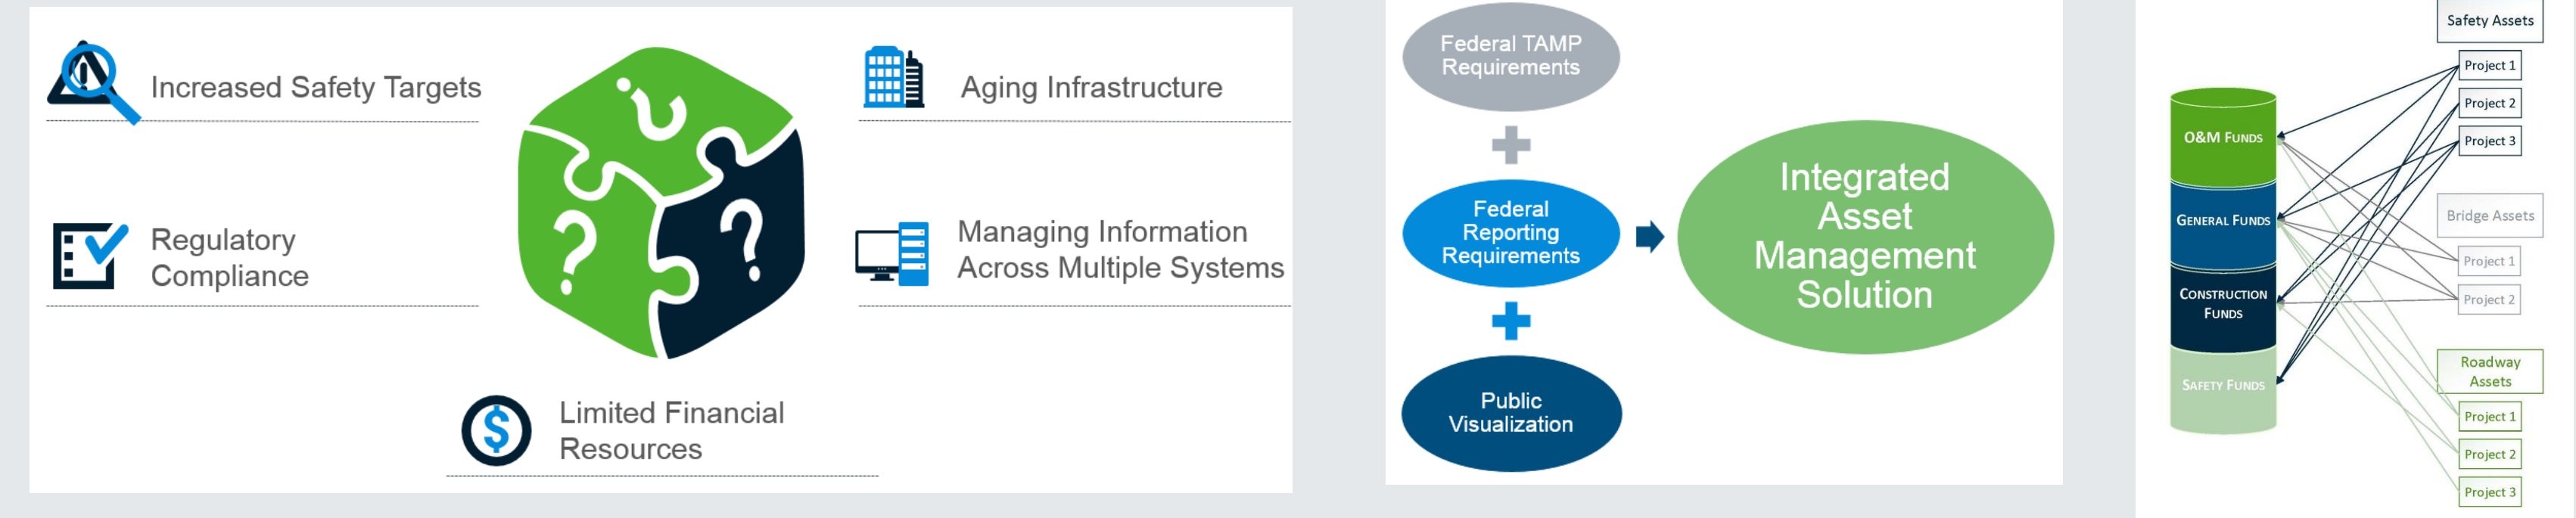 Increased Safety Targets
Regulatory
Compliance
? ? ?
Aging Infrastructure
Managing Information
Across Multiple Systems
$
Limited Financial
Resources
Federal TAMP
Requirements
Federal
Reporting
Requirements
Public
Visualization
Integrated
Asset
Management
Solution
O&M FUNDS
GENERAL FUNDS
CONSTRUCTION
FUNDS
SAFETY FUNDS
Safety Assets
Project 1
Project 2
Project 3
Bridge Assets
Project 1
Project 2
Roadway
Assets
Project 1
Project 2
Project 3